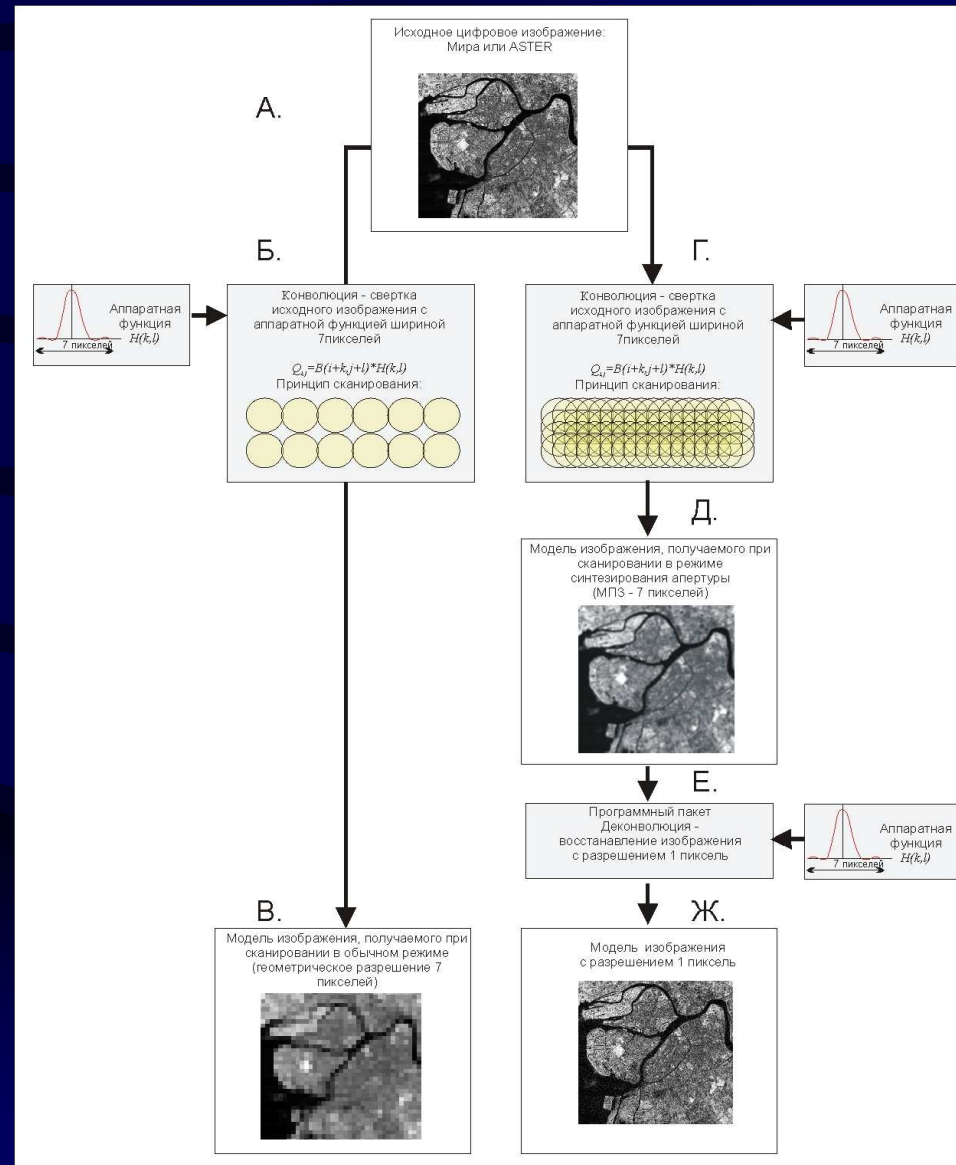 Исходное цифровое изображение:
Мира или ASTER
А.
Б.
Аппаратная
функция
H(k,l)
7 пикселей
Конволюция - свертка
исходного изображения с
аппаратной функцией шириной
7пикселей
Qi,j=B(i+k,j+l)*H(k,l)
Принцип сканирования:
Г.
Конволюция - свертка
исходного изображения с
аппаратной функцией шириной
7пикселей
Qi,j=B(i+k,j+l)*H(k,l)
Принцип сканирования:
Аппаратная
функция
H(k,l)
7 пикселей
Д.
Модель изображения, получаемого при
сканировании в режиме
синтезирования апертуры
(МПЗ - 7 пикселей)
Е.
Программный пакет
Деконволюция -
восстановление изображения
с разрешением 1 пиксель
Аппаратная
функция
H(k,l)
7 пикселей
В.
Модель изображения, получаемого при
сканировании в обычном режиме
(геометрическое разрешение 7
пикселей)
Ж.
Модель изображения
с разрешением 1 пиксель